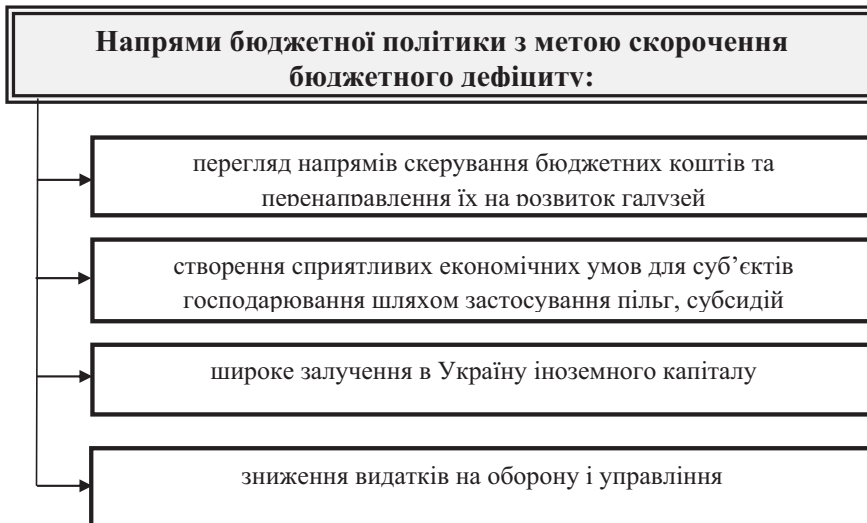 Напрями бюджетної політики з метою скорочення
бюджетного дефіциту:
перегляд напрямів скерування бюджетних коштів та
перенаправлення їх на розвиток галузей
створення сприятливих економічних умов для суб’єктів
господарювання шляхом застосування пільг, субсидій
широке залучення в Україну іноземного капіталу
зниження видатків на оборону і управління